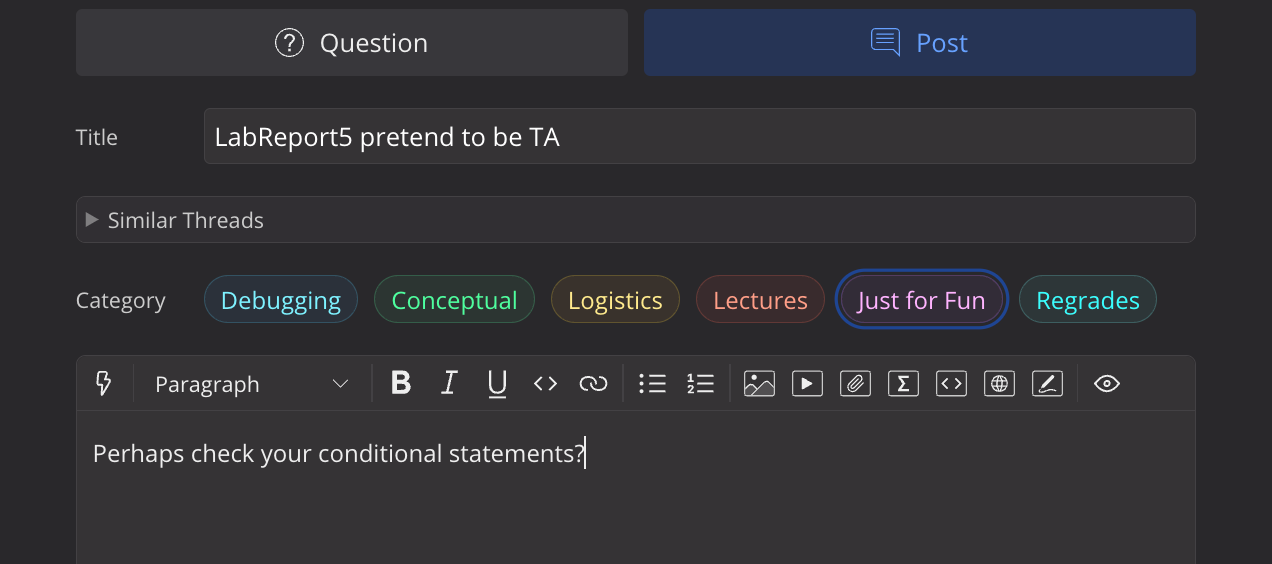 Question
Post
Title
LabReport5 pretend to be TA
Similar Threads
Category
Debugging
Conceptual
Logistics
Lectures
Just for Fun
Regrades
Paragraph
B I U
Perhaps check your conditional statements?